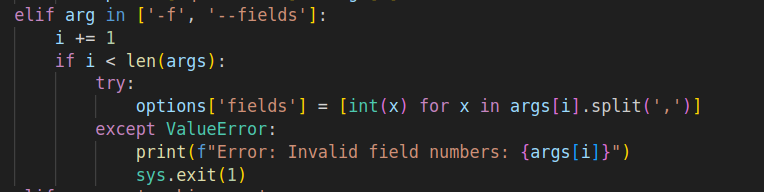 elif arg in ['-f', '--fields']:
    i += 1
    if i < len(args):
        try:
            options['fields'] = [int(x) for x in args[i].split(',')]
        except ValueError:
            print(f"Error: Invalid field numbers: {args[i]}")
            sys.exit(1)